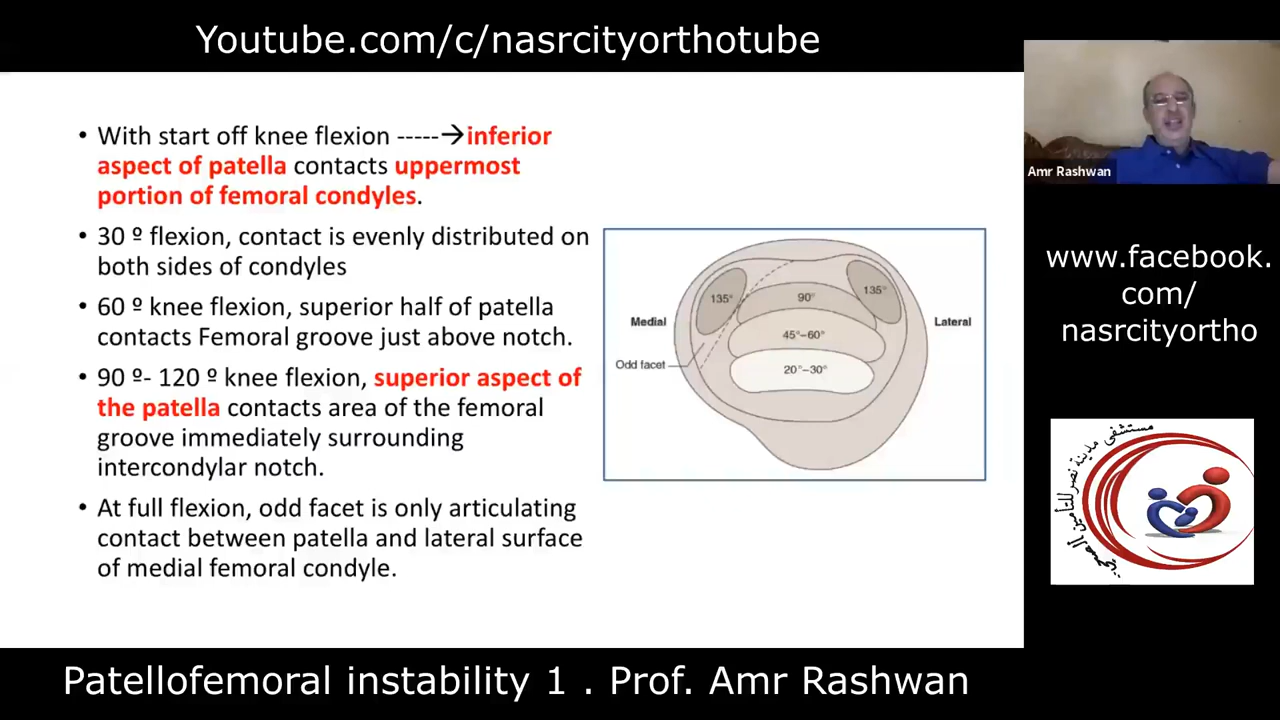 Youtube.com/c/nasrcityorthotube
• With start off knee flexion -----→inferior
aspect of patella contacts uppermost
portion of femoral condyles.
• 30 º flexion, contact is evenly distributed on
both sides of condyles
• 60 º knee flexion, superior half of patella
contacts Femoral groove just above notch.
• 90 º- 120 º knee flexion, superior aspect of
the patella contacts area of the femoral
groove immediately surrounding
intercondylar notch.
• At full flexion, odd facet is only articulating
contact between patella and lateral surface
of medial femoral condyle.
135°
90°
135°
Medial
Lateral
45°–60°
Odd facet
20°–30°
Amr Rashwan
www.facebook.
com/
nasrcityortho
مستشفى مدينة نصر للتأمين الصحى
Patellofemoral instability 1 . Prof. Amr Rashwan